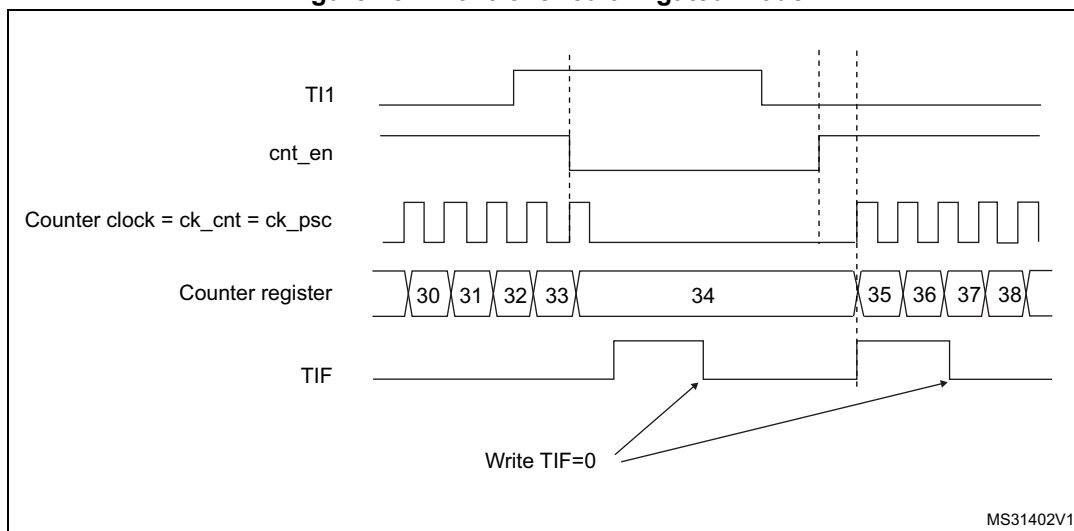 TI1
cnt_en
Counter clock = ck_cnt = ck_psc
Counter register
30 31 32 33 34 35 36 37 38
TIF
Write TIF=0
MS31402V1